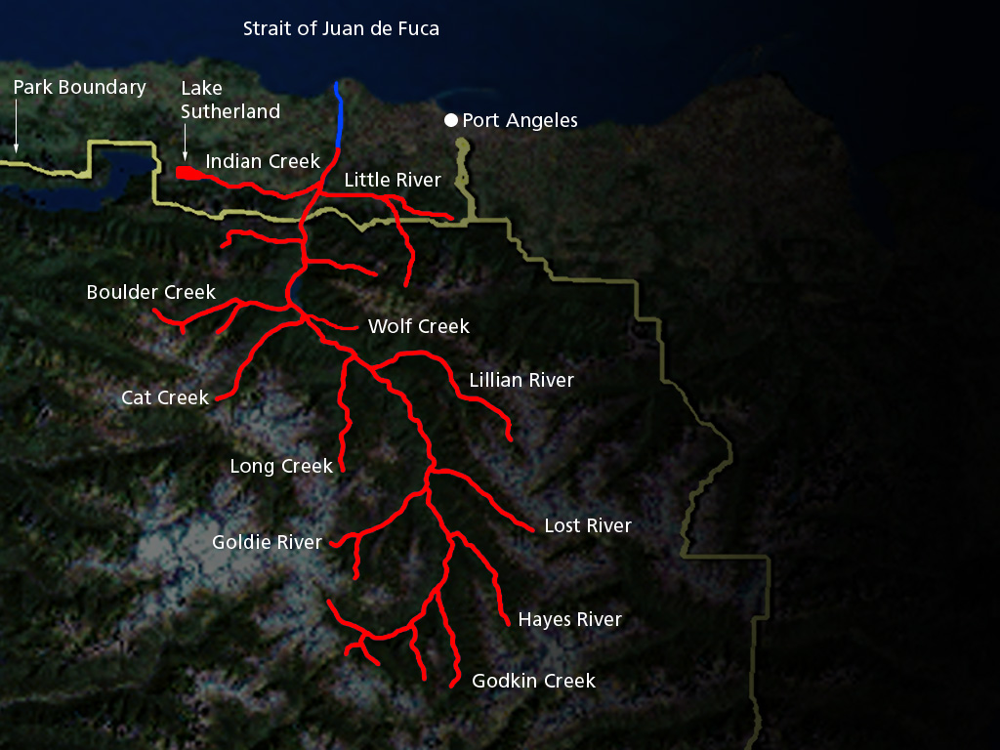 Strait of Juan de Fuca
Park Boundary
Lake
Sutherland
Port Angeles
Indian Creek
Little River
Boulder Creek
Wolf Creek
Lillian River
Cat Creek
Long Creek
Lost River
Goldie River
Hayes River
Godkin Creek